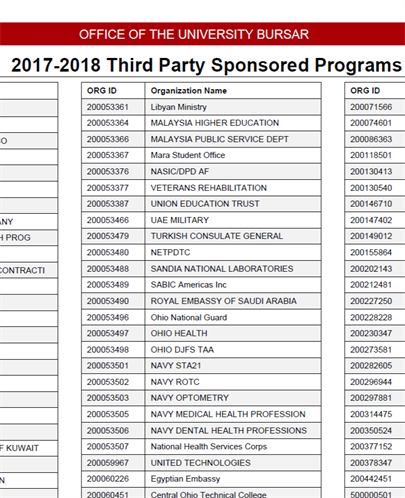 OFFICE OF THE UNIVERSITY BURSAR
2017-2018 Third Party Sponsored Programs
ORG ID Organization Name ORG ID
200053361 Libyan Ministry 200071566
200053364 MALAYSIA HIGHER EDUCATION 200074601
CO 200053366 MALAYSIA PUBLIC SERVICE DEPT 200086363
200053367 Mara Student Office 200118501
200053376 NASIC/DPD AF 200130413
200053377 VETERANS REHABILITATION 200130540
200053387 UNION EDUCATION TRUST 200146710
ANY 200053466 UAE MILITARY 200147402
H PROG 200053479 TURKISH CONSULATE GENERAL 200149012
200053480 NETPDTC 200155864
CONTRACTI 200053488 SANDIA NATIONAL LABORATORIES 200202143
200053489 SABIC Americas Inc 200212481
200053490 ROYAL EMBASSY OF SAUDI ARABIA 200227250
200053496 Ohio National Guard 200228228
200053497 OHIO HEALTH 200230347
200053498 OHIO DJFS TAA 200273581
200053501 NAVY STA21 200282605
200053502 NAVY ROTC 200296944
200053503 NAVY OPTOMETRY 200297881
200053505 NAVY MEDICAL HEALTH PROFESSION 200314475
200053506 NAVY DENTAL HEALTH PROFESSIONS 200350524
F KUWAIT 200053507 National Health Services Corps 200377152
200059967 UNITED TECHNOLOGIES 200378347
N 200060226 Egyptian Embassy 200442451
200060451 Central Ohio Technical College 500000501